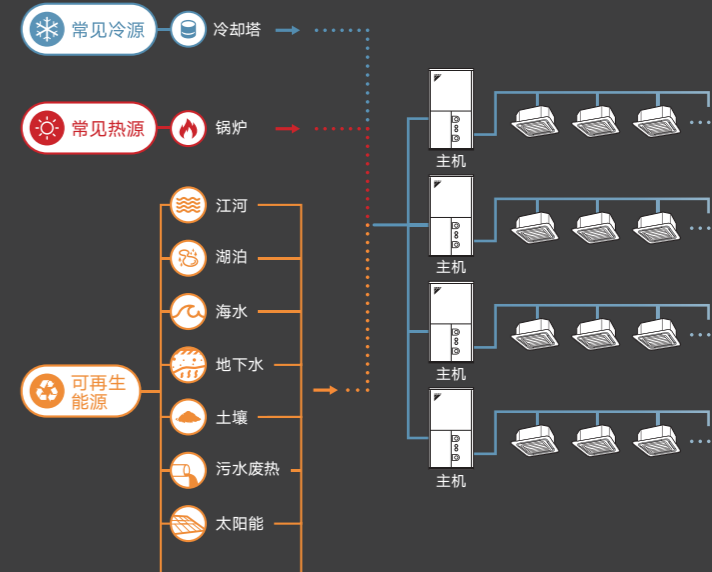 常见冷源
冷却塔
常见热源
锅炉
可再生
能源
江河
湖泊
海水
地下水
土壤
污水废热
太阳能
主机
主机
主机
主机